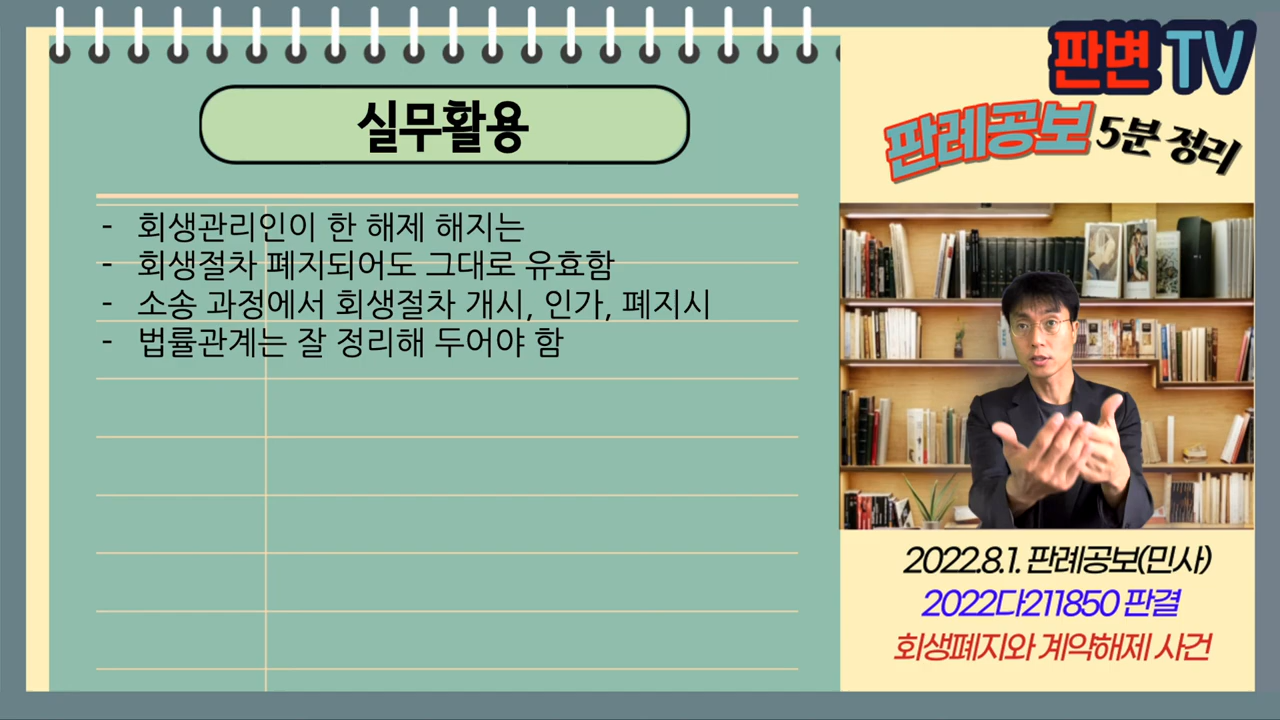 실무활용
- 회생관리인이 한 해제 해지는
- 회생절차 폐지되어도 그대로 유효함
- 소송 과정에서 회생절차 개시, 인가, 폐지시
- 법률관계는 잘 정리해 두어야 함
판변 TV
판례공보 5분 정리
2022.8.1. 판례공보(민사)
2022다211850 판결
회생폐지와 계약해제 사건